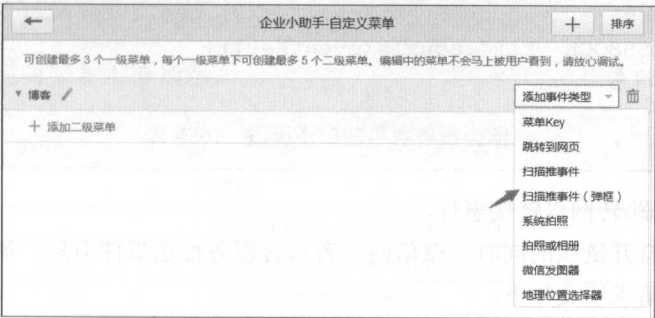 企业小助手-自定义菜单
排序
可创建最多 3 个一级菜单，每个一级菜单下可创建最多 5 个二级菜单。编辑中的菜单不会马上被用户看到，请放心调试。
博客
添加事件类型
+ 添加二级菜单
菜单Key
跳转到网页
扫描推事件
扫描推事件（弹框）
系统拍照
拍照或相册
微信发图器
地理位置选择器